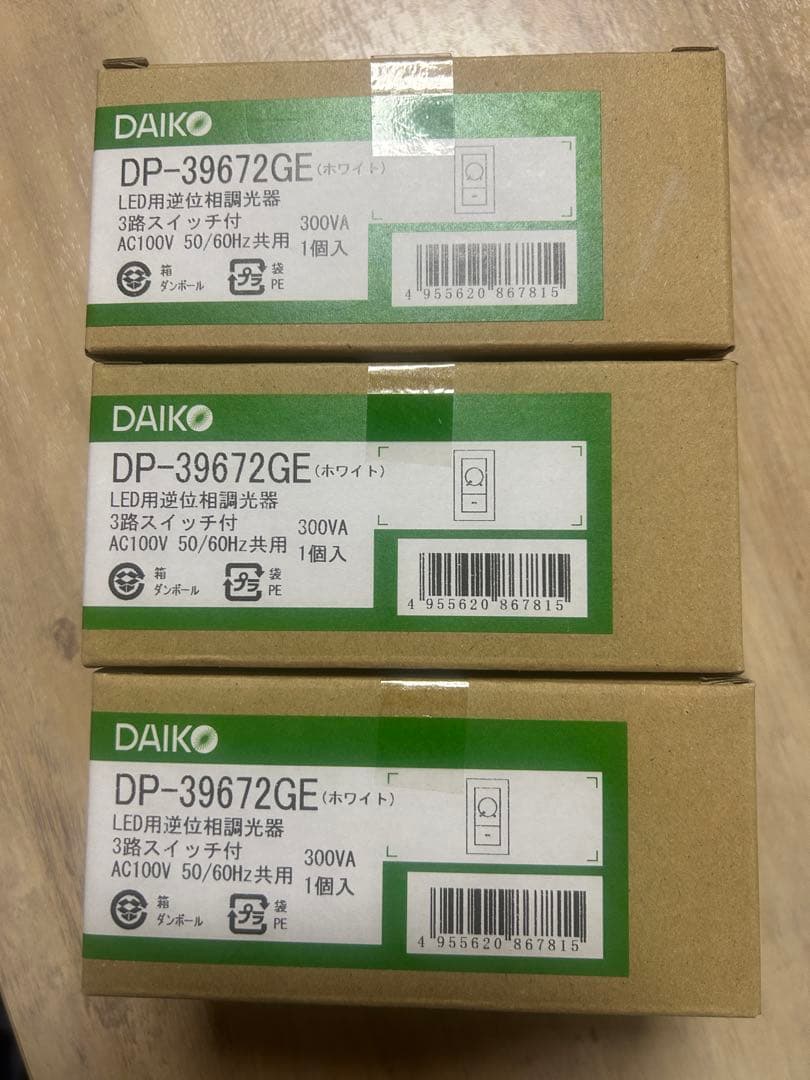 DAIKO
DP-39672GE(ホワイト)
LED用逆位相調光器
3路スイッチ付 300VA
AC100V 50/60Hz共用 1個入
箱 袋
ダンボール プラ PE
4 955620 867815
DAIKO
DP-39672GE(ホワイト)
LED用逆位相調光器
3路スイッチ付 300VA
AC100V 50/60Hz共用 1個入
箱 袋
ダンボール プラ PE
4 955620 867815
DAIKO
DP-39672GE(ホワイト)
LED用逆位相調光器
3路スイッチ付 300VA
AC100V 50/60Hz共用 1個入
箱 袋
ダンボール プラ PE
4 955620 867815